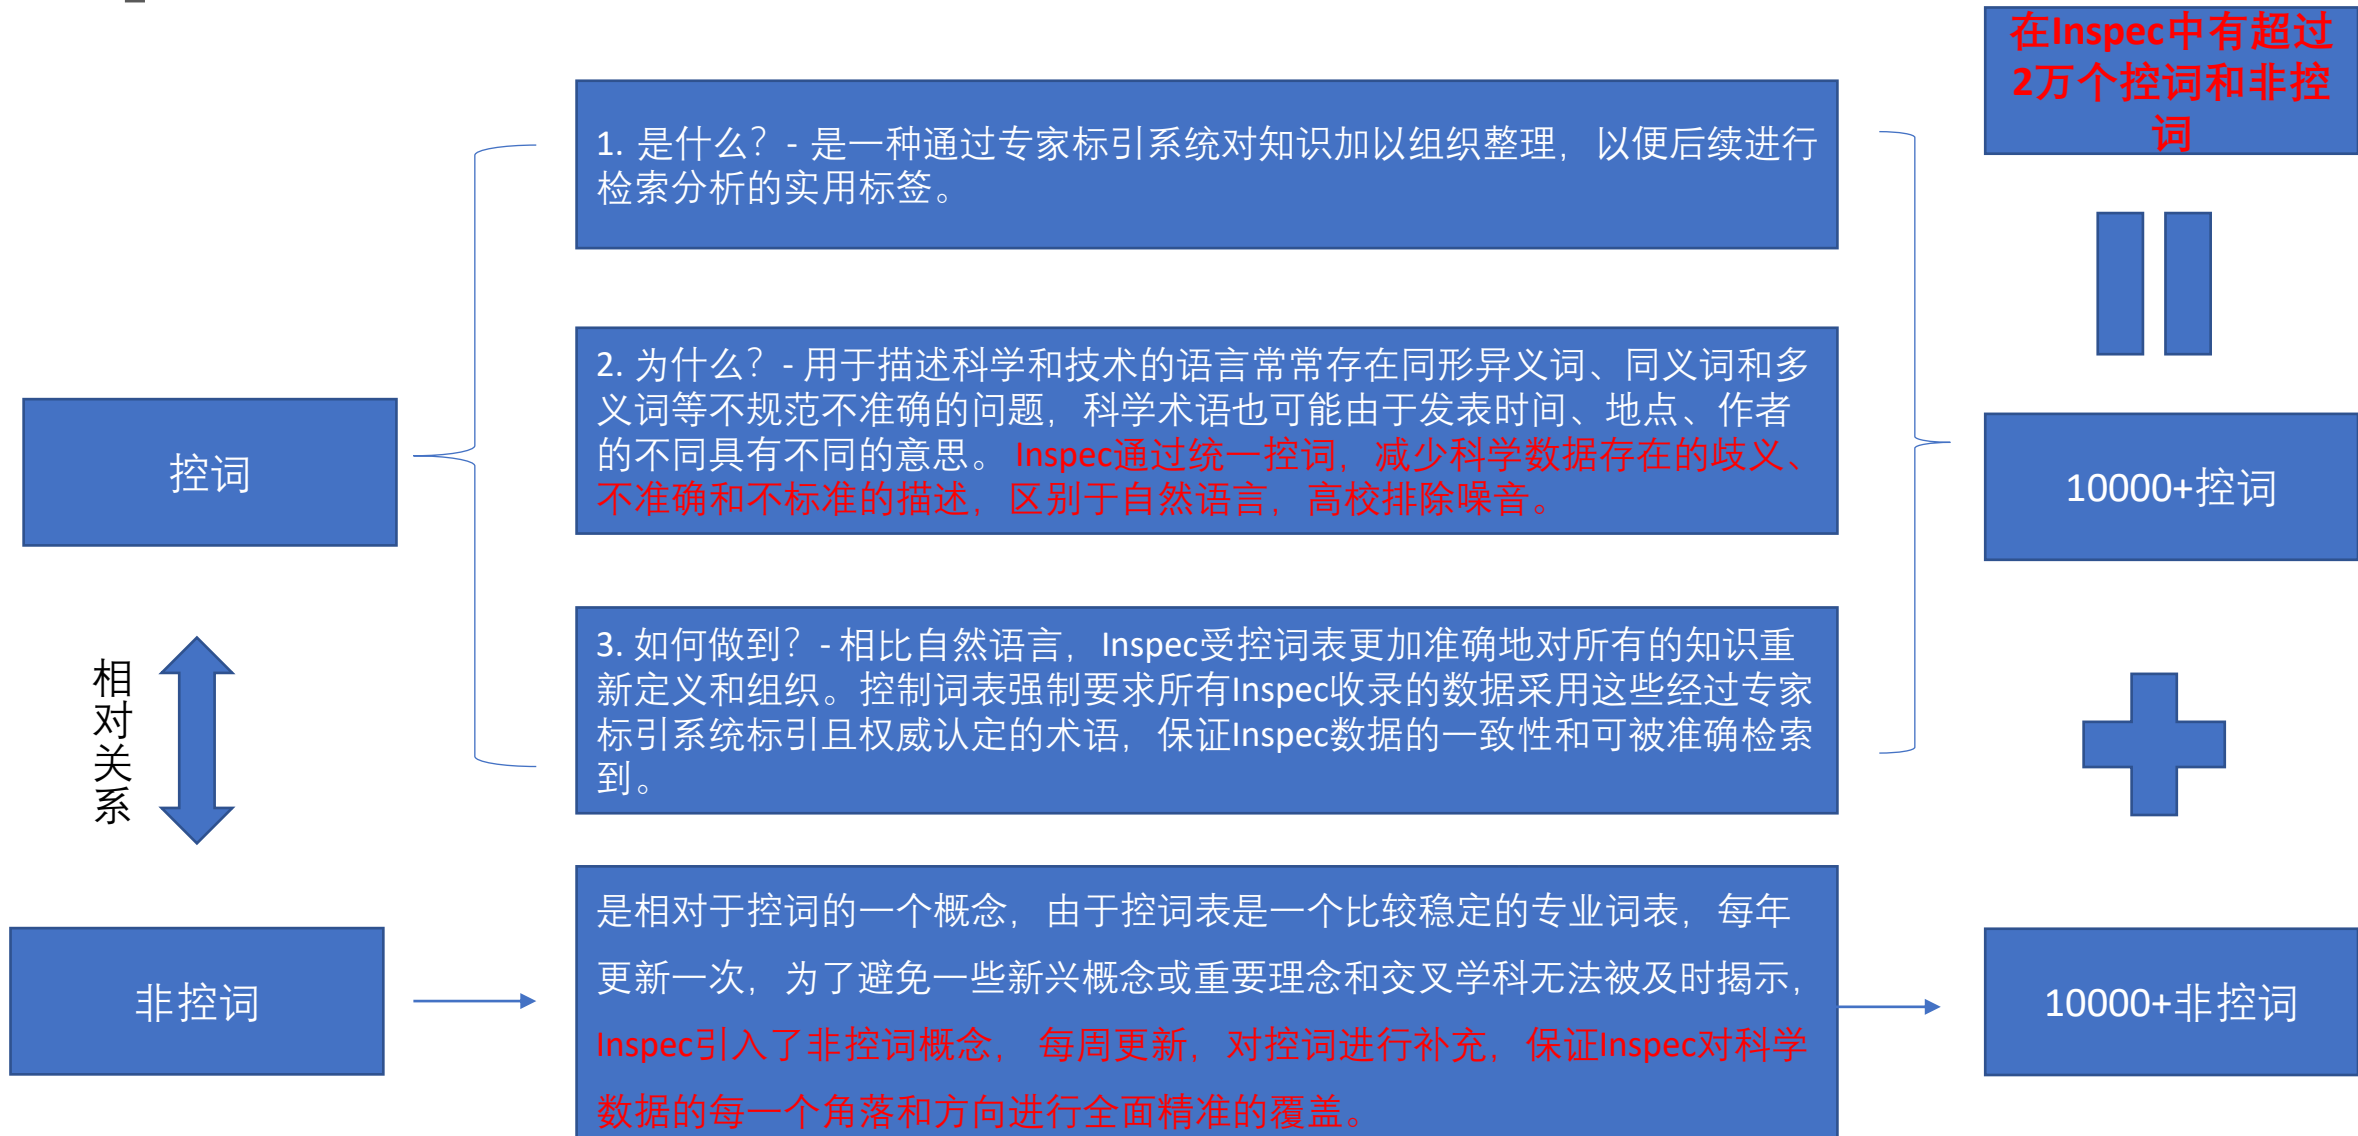 在Inspec中有超过
2万个控词和非控
词
1. 是什么？- 是一种通过专家标引系统对知识加以组织整理，以便后续进行
检索分析的实用标签。
2. 为什么？- 用于描述科学和技术的语言常常存在同形异义词、同义词和多
义词等不规范不准确的问题，科学术语也可能由于发表时间、地点、作者
的不同具有不同的意思。Inspec通过统一控词，减少科学数据存在的歧义、
不准确和不标准的描述，区别于自然语言，高校排除噪音。
控词
10000+控词
3. 如何做到？- 相比自然语言，Inspec受控词表更加准确地对所有的知识重
新定义和组织。控制词表强制要求所有Inspec收录的数据采用这些经过专家
标引系统标引且权威认定的术语，保证Inspec数据的一致性和可被准确检索
到。
相
对
关
系
是相对于控词的一个概念，由于控词表是一个比较稳定的专业词表，每年
更新一次，为了避免一些新兴概念或重要理念和交叉学科无法被及时揭示，
Inspec引入了非控词概念， 每周更新，对控词进行补充，保证Inspec对科学
数据的每一个角落和方向进行全面精准的覆盖。
非控词
10000+非控词